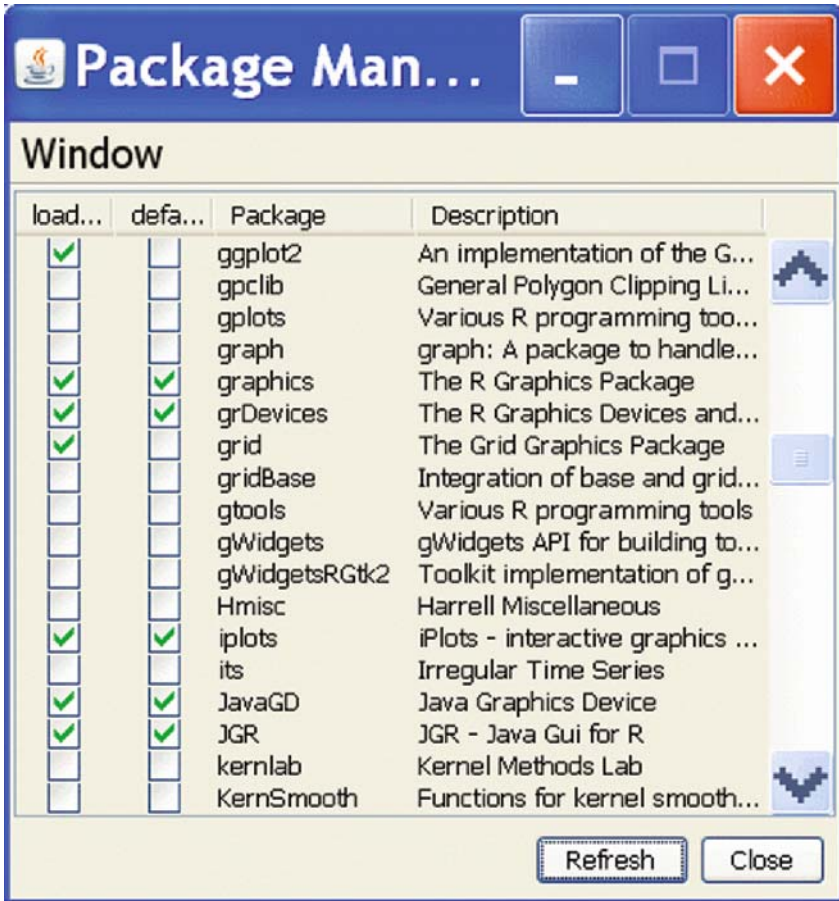 Package Man...
Window
load... defa... Package Description
ggplot2 An implementation of the G...
gpclib General Polygon Clipping Li...
gplots Various R programming too...
graph graph: A package to handle...
graphics The R Graphics Package
grDevices The R Graphics Devices and...
grid The Grid Graphics Package
gridBase Integration of base and grid...
gtools Various R programming tools
gWidgets gWidgets API for building to...
gWidgetsRGtk2 Toolkit implementation of g...
Hmisc Harrell Miscellaneous
iplots iPlots - interactive graphics ...
its Irregular Time Series
JavaGD Java Graphics Device
JGR JGR - Java Gui for R
kernlab Kernel Methods Lab
KernSmooth Functions for kernel smooth...
Refresh Close